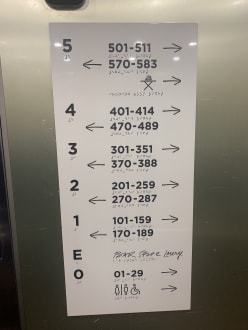 5 501-511 →
← 570-583
→
4 401-414 →
← 470-489
3 301-351 →
← 370-388
2 201-259 →
← 270-287
1 101-159 →
← 170-189
E
0 01-29 →
→